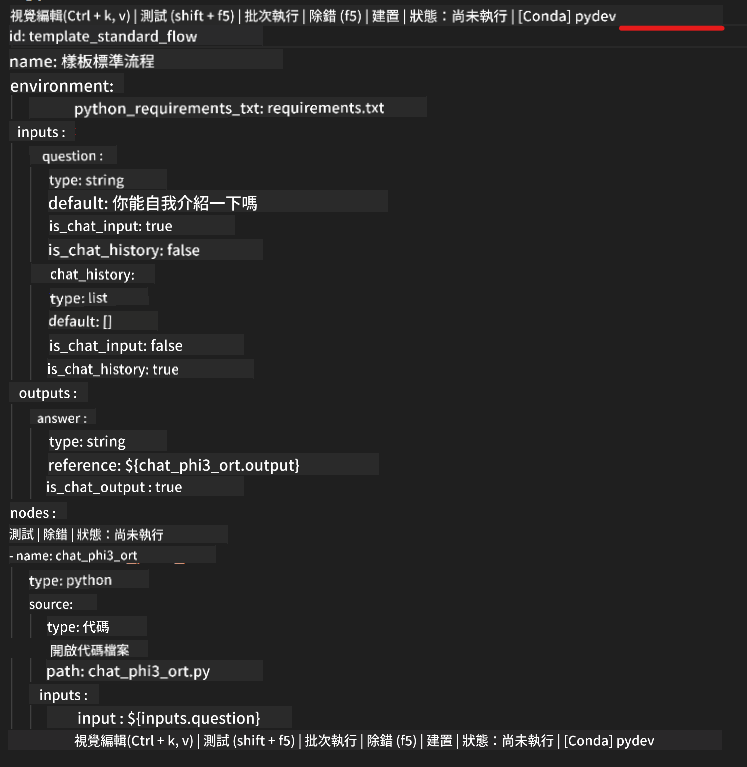 視覺編輯(Ctrl + k, v) | 測試 (shift + f5) | 批次執行 | 除錯 (f5) | 建置 | 狀態：尚未執行 | [Conda] pydev
id: template_standard_flow
name: 樣板標準流程
environment:
python_requirements_txt: requirements.txt
inputs :
question :
type: string
default: 你能自我介紹一下嗎
is_chat_input: true
is_chat_history: false
chat_history:
type: list
default: []
is_chat_input: false
is_chat_history: true
outputs :
answer :
type: string
reference: ${chat_phi3_ort.output}
is_chat_output : true
nodes :
測試 | 除錯 | 狀態：尚未執行
- name: chat_phi3_ort
type: python
source:
type: 代碼
開啟代碼檔案
path: chat_phi3_ort.py
inputs :
input : ${inputs.question}
視覺編輯(Ctrl + k, v) | 測試 (shift + f5) | 批次執行 | 除錯 (f5) | 建置 | 狀態：尚未執行 | [Conda] pydev